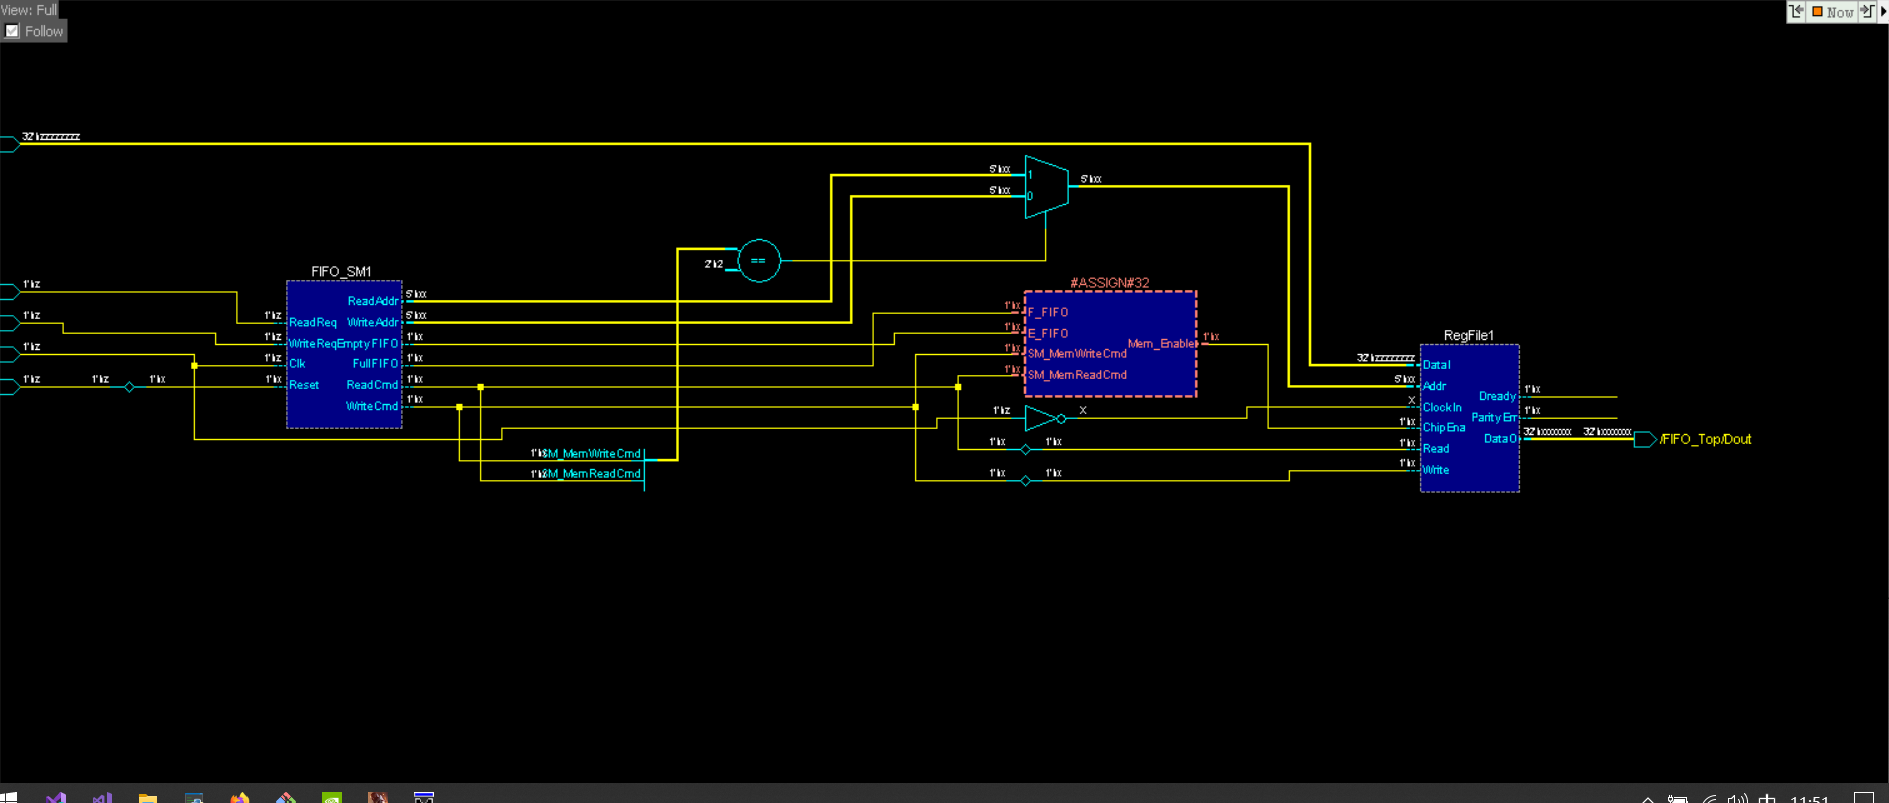 View: Full
Follow
Now
32'hzzzzzzzz
5'hxx
1
5'hxx
5'hxx
0
==
2'h2
FIFO_SM1
#ASSIGN#32
1'hz
ReadAddr
5'hxx
1'hx
F_FIFO
1'hz
1'hz
ReadReq
WriteAddr
5'hxx
1'hx
E_FIFO
Mem_Enable
1'hx
RegFile1
1'hz
1'hz
WriteReq
EmptyFIFO
1'hx
1'hx
SM_MemWriteCmd
32'hzzzzzzzz
DataI
1'hz
Clk
FullFIFO
1'hx
1'hx
SM_MemReadCmd
5'hxx
Addr
1'hz
1'hz
1'hx
1'hx
Reset
ReadCmd
1'hx
Dready
1'hx
WriteCmd
1'hx
1'hz
x
x
ClockIn
Parity Err
1'hx
1'hx
ChipEna
DataO
32'hxxxxxxxx
32'hxxxxxxxx
/FIFO_Top/Dout
1'hx
1'hx
1'hx
Read
SM_MemWriteCmd
SM_MemReadCmd
1'hx
1'hx
1'hx
Write
中
11:51